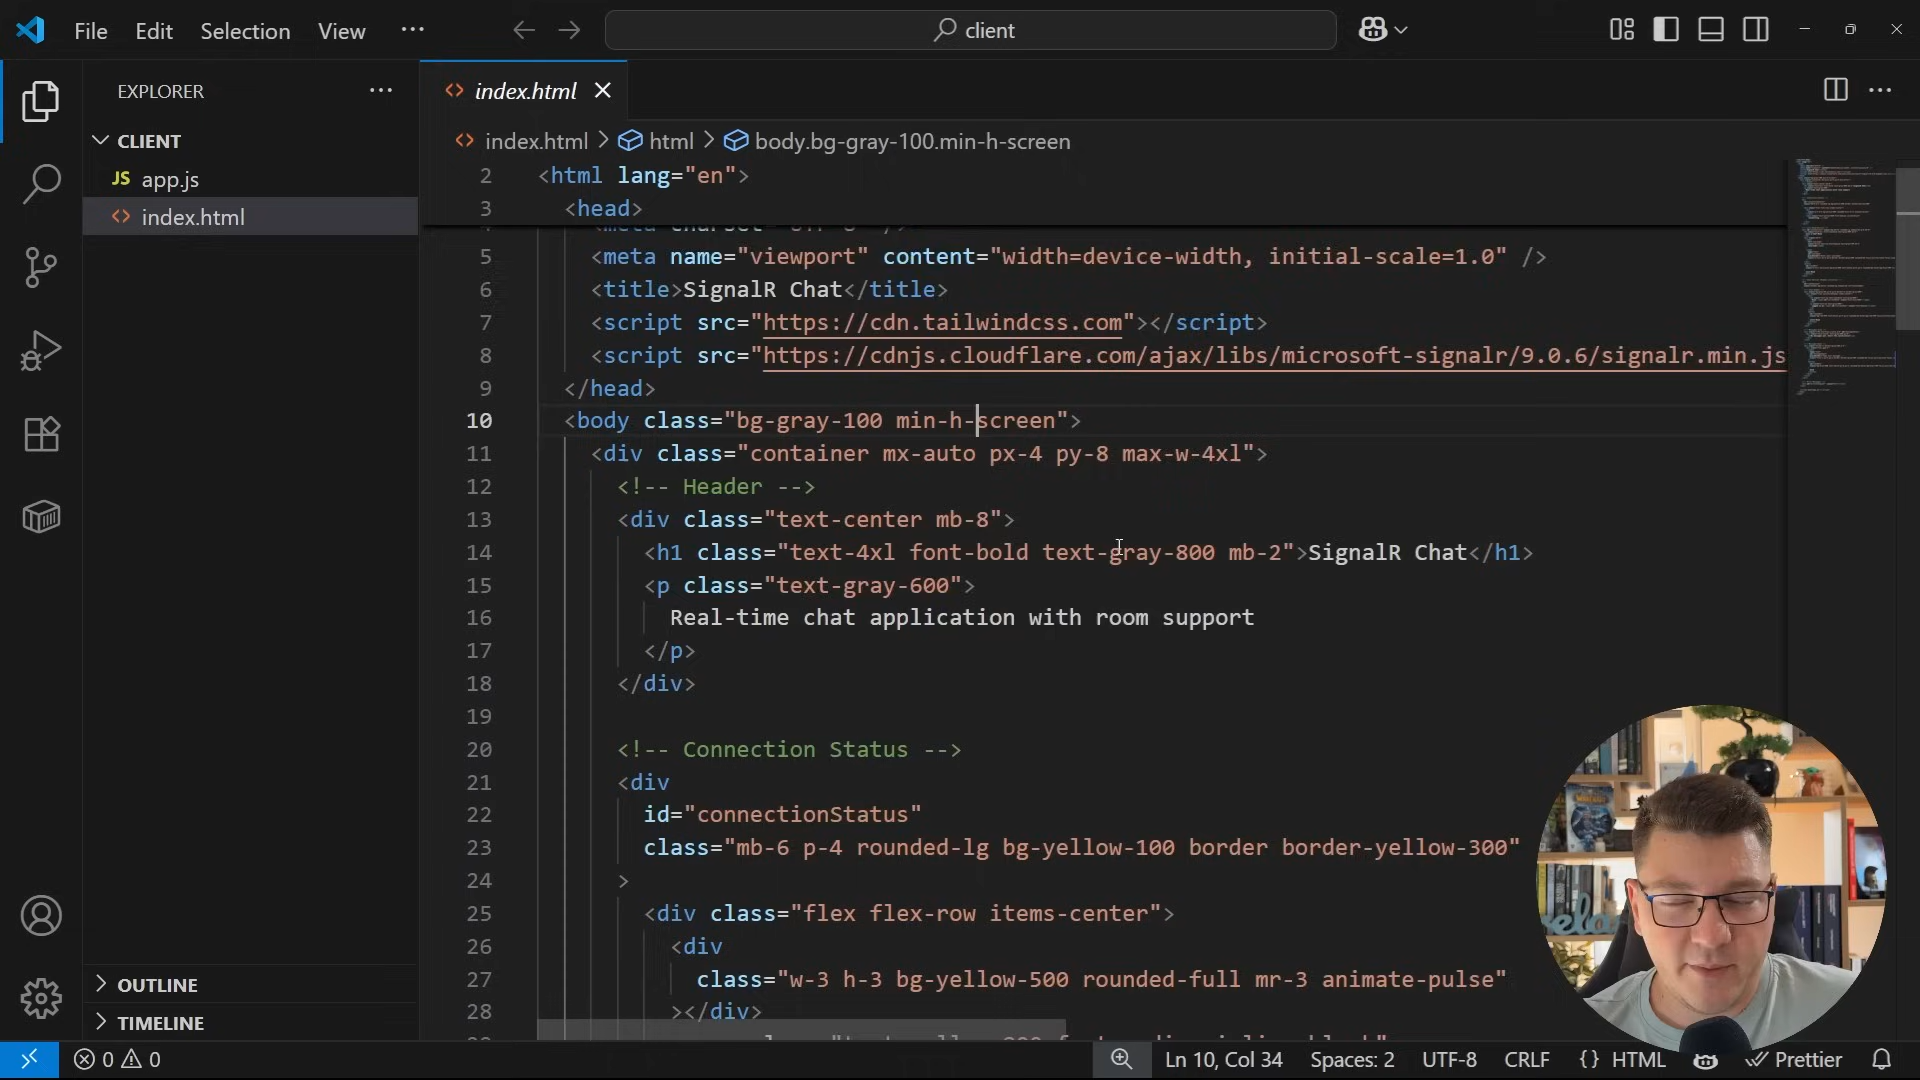 File Edit Selection View ···
client
EXPLORER
CLIENT
JS app.js
<> index.html
OUTLINE
TIMELINE
<> index.html
<> index.html > html > body.bg-gray-100.min-h-screen
2 <html lang="en">
3 <head>
5 <meta name="viewport" content="width=device-width, initial-scale=1.0" />
6 <title>SignalR Chat</title>
7 <script src="https://cdn.tailwindcss.com"></script>
8 <script src="https://cdnjs.cloudflare.com/ajax/libs/microsoft-signalr/9.0.6/signalr.min.js
9 </head>
10 <body class="bg-gray-100 min-h-screen">
11 <div class="container mx-auto px-4 py-8 max-w-4xl">
12 <!-- Header -->
13 <div class="text-center mb-8">
14 <h1 class="text-4xl font-bold text-gray-800 mb-2">SignalR Chat</h1>
15 <p class="text-gray-600">
16 Real-time chat application with room support
17 </p>
18 </div>
19
20 <!-- Connection Status -->
21 <div
22 id="connectionStatus"
23 class="mb-6 p-4 rounded-lg bg-yellow-100 border border-yellow-300"
24 >
25 <div class="flex flex-row items-center">
26 <div
27 class="w-3 h-3 bg-yellow-500 rounded-full mr-3 animate-pulse"
28 ></div>
0 0 Ln 10, Col 34 Spaces: 2 UTF-8 CRLF {} HTML Prettier